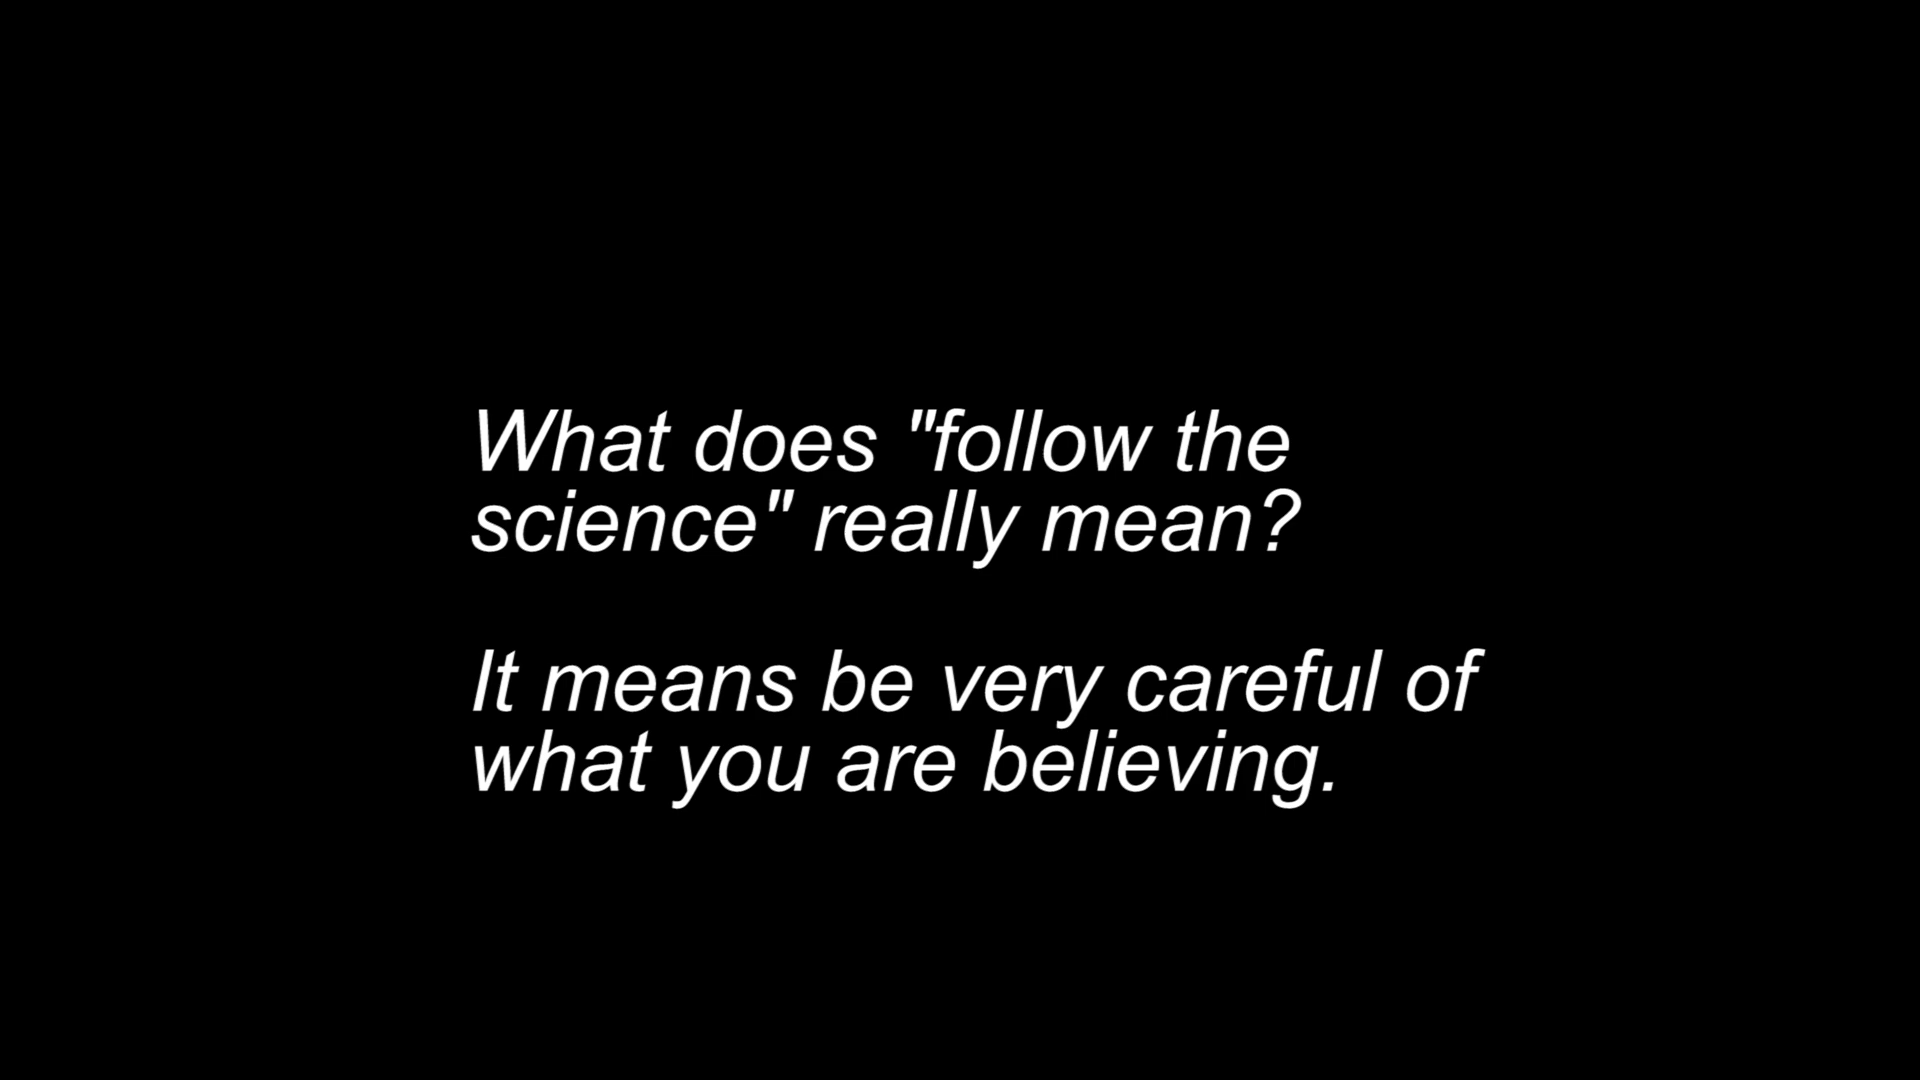 What does "follow the
science" really mean?
It means be very careful of
what you are believing.